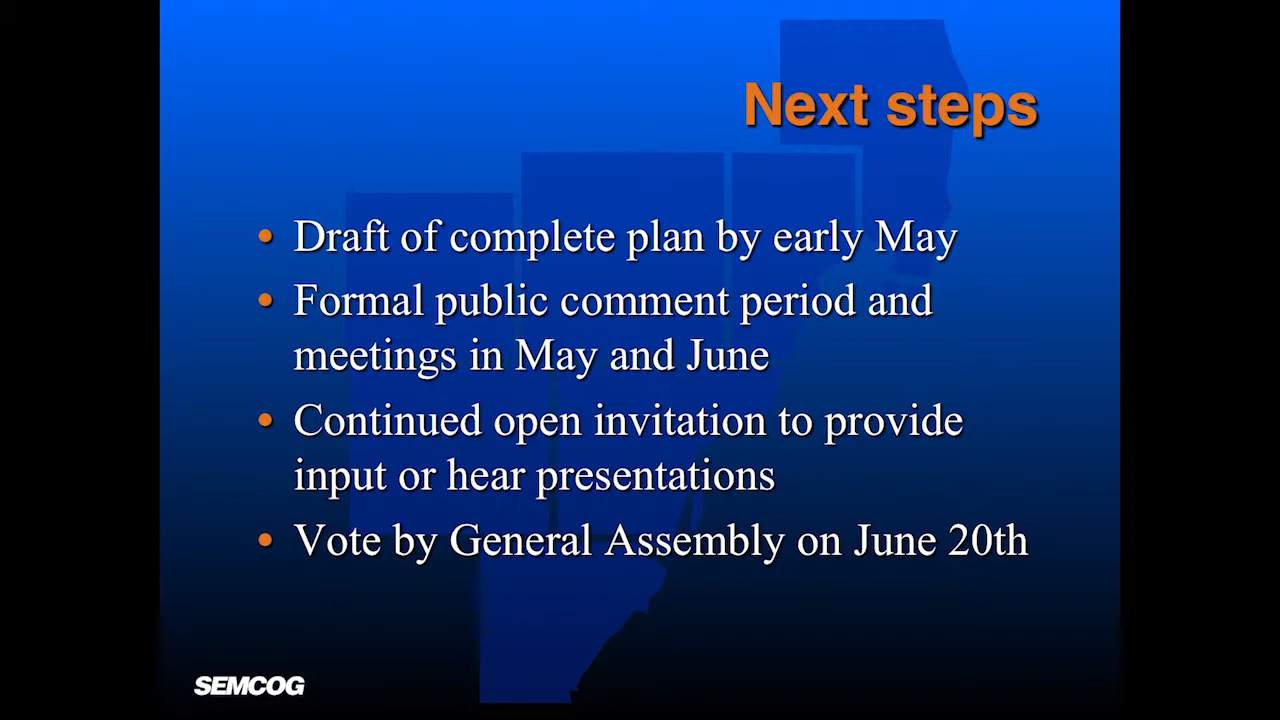 Next steps
• Draft of complete plan by early May
• Formal public comment period and
meetings in May and June
• Continued open invitation to provide
input or hear presentations
• Vote by General Assembly on June 20th
SEMCOG